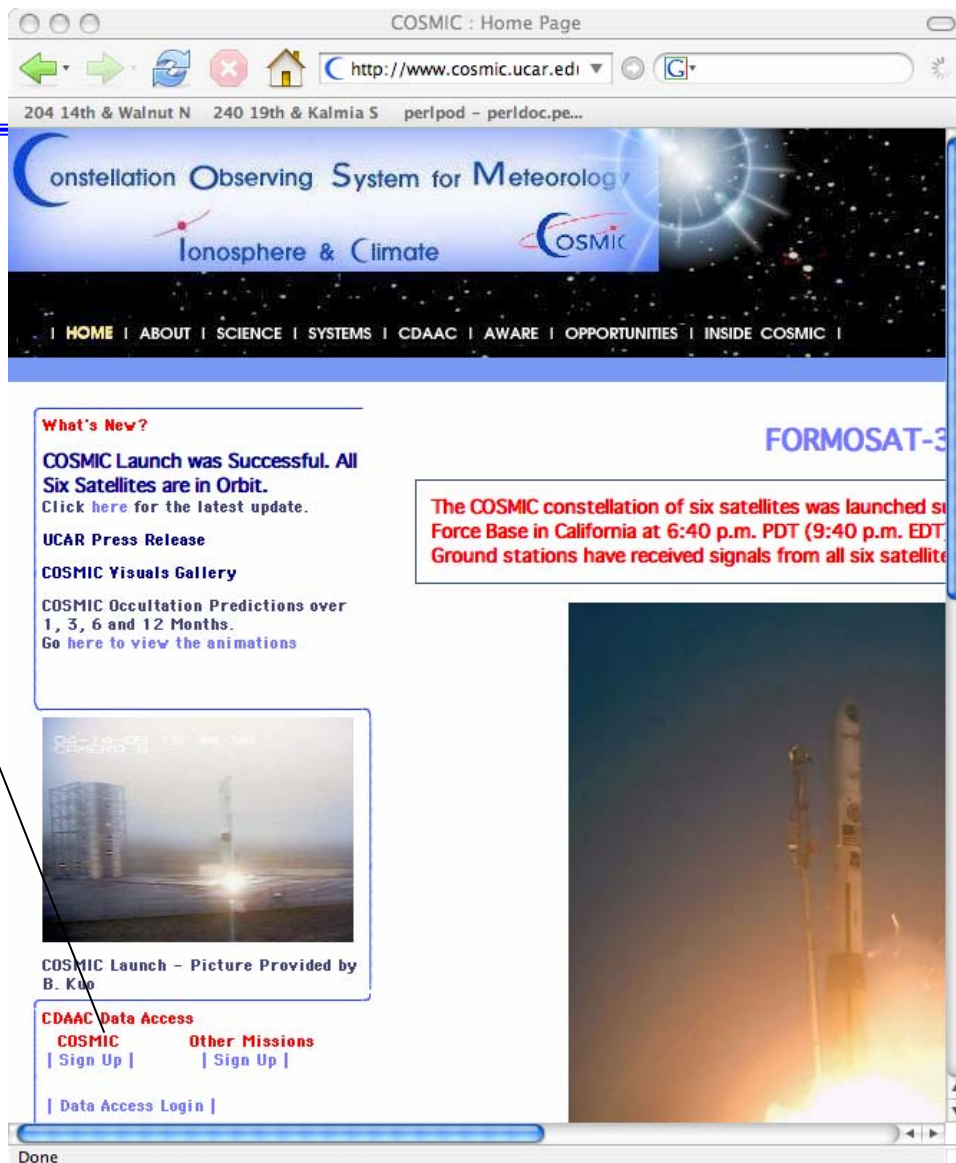 COSMIC : Home Page
http://www.cosmic.ucar.edu
G
204 14th & Walnut N 240 19th & Kalmia S perlpod - perldoc.pe...
Constellation Observing System for Meteorology
Ionosphere & Climate COSMIC
| HOME | ABOUT | SCIENCE | SYSTEMS | CDAAC | AWARE | OPPORTUNITIES | INSIDE COSMIC |
What's New?
COSMIC Launch was Successful. All
Six Satellites are in Orbit.
Click here for the latest update.
UCAR Press Release
COSMIC Visuals Gallery
COSMIC Occultation Predictions over
1, 3, 6 and 12 Months.
Go here to view the animations
CAMERA
COSMIC Launch - Picture Provided by
B. Kuo
CDAAC Data Access
COSMIC Other Missions
| Sign Up | | Sign Up |
| Data Access Login |
FORMOSAT-3
The COSMIC constellation of six satellites was launched
Force Base in California at 6:40 p.m. PDT (9:40 p.m. EDT)
Ground stations have received signals from all six satellite
Done